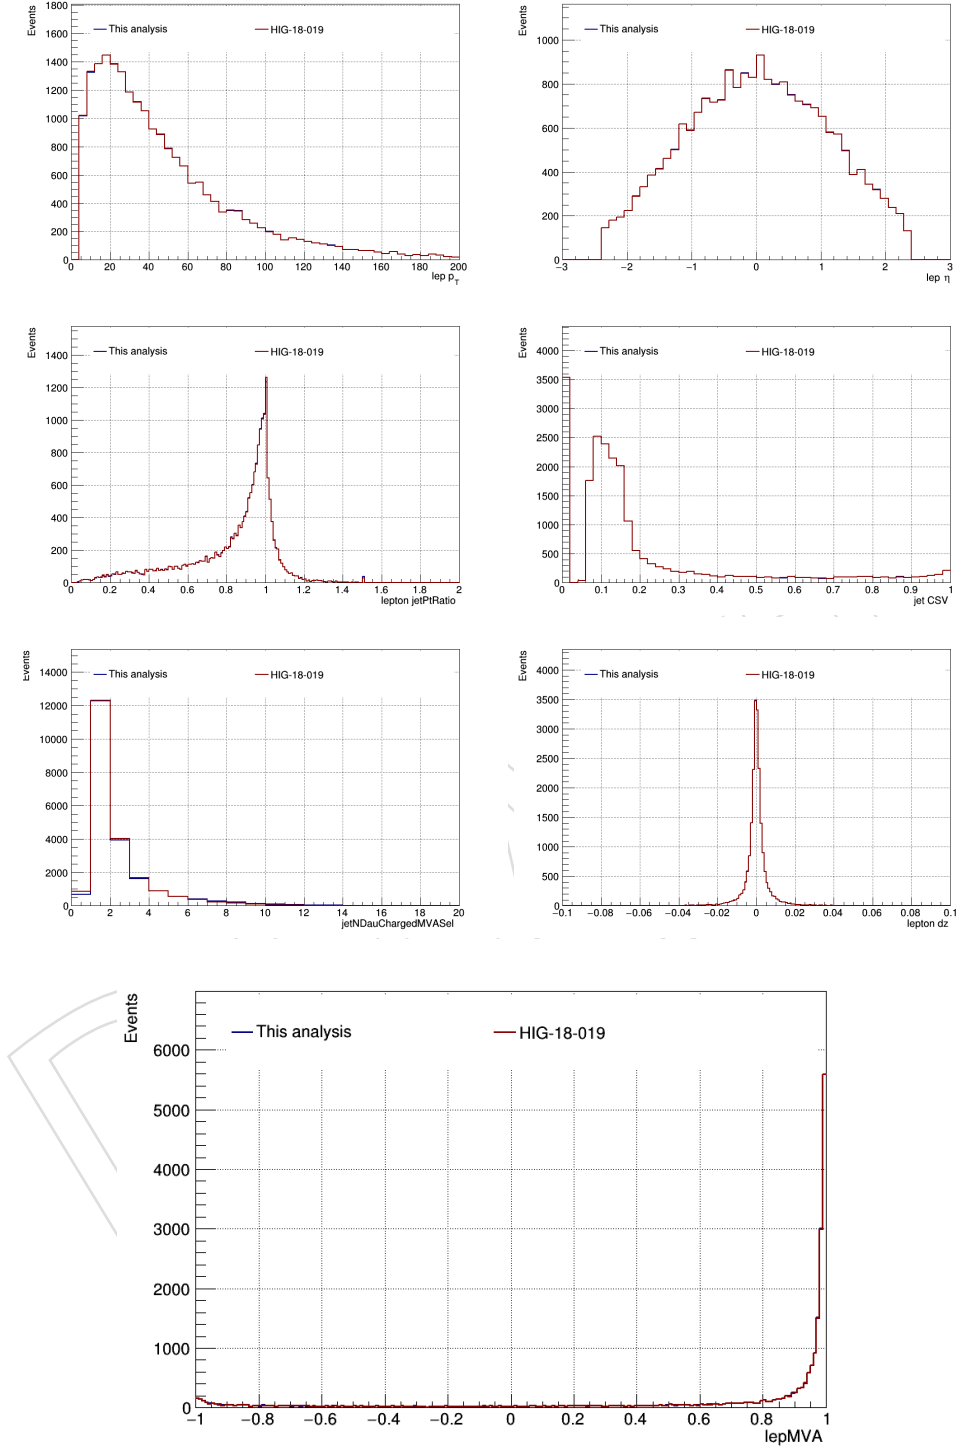 Events
1800
1600
1400
1200
1000
800
600
400
200
0
This analysis
HIG-18-019
0 20 40 60 80 100 120 140 160 180 200
lep pT
Events
1000
800
600
400
200
0
This analysis
HIG-18-019
−3 −2 −1 0 1 2 3
lep η
Events
1400
1200
1000
800
600
400
200
0
This analysis
HIG-18-019
0 0.2 0.4 0.6 0.8 1 1.2 1.4 1.6 1.8 2
lepton jetPtRatio
Events
4000
3500
3000
2500
2000
1500
1000
500
0
This analysis
HIG-18-019
0 0.1 0.2 0.3 0.4 0.5 0.6 0.7 0.8 0.9 1
jet CSV
Events
14000
12000
10000
8000
6000
4000
2000
0
This analysis
HIG-18-019
0 2 4 6 8 10 12 14 16 18 20
jetNDauChargedMVASel
Events
4000
3500
3000
2500
2000
1500
1000
500
0
This analysis
HIG-18-019
−0.1 −0.08 −0.06 −0.04 −0.02 0 0.02 0.04 0.06 0.08 0.1
lepton dz
Events
6000
5000
4000
3000
2000
1000
0
This analysis
HIG-18-019
−1 −0.8 −0.6 −0.4 −0.2 0 0.2 0.4 0.6 0.8 1
lepMVA